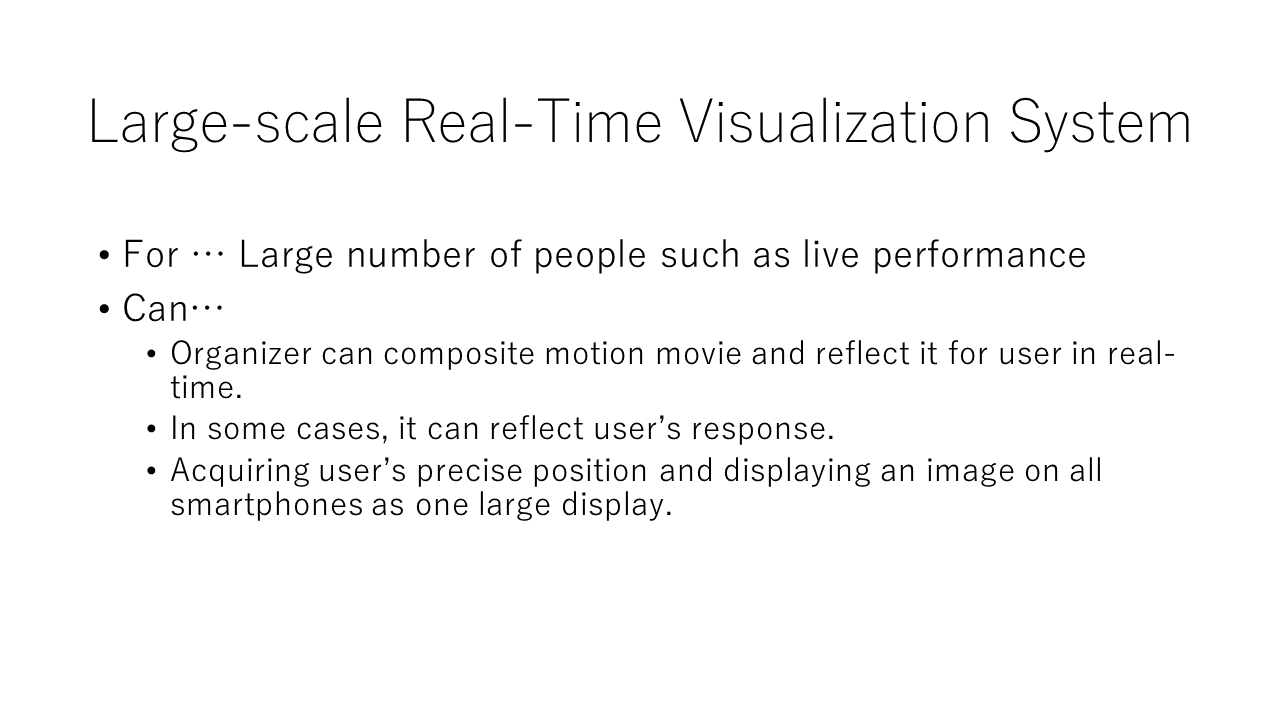 Large-scale Real-Time Visualization System
• For … Large number of people such as live performance
• Can…
• Organizer can composite motion movie and reflect it for user in real-
time.
• In some cases, it can reflect user’s response.
• Acquiring user’s precise position and displaying an image on all
smartphones as one large display.